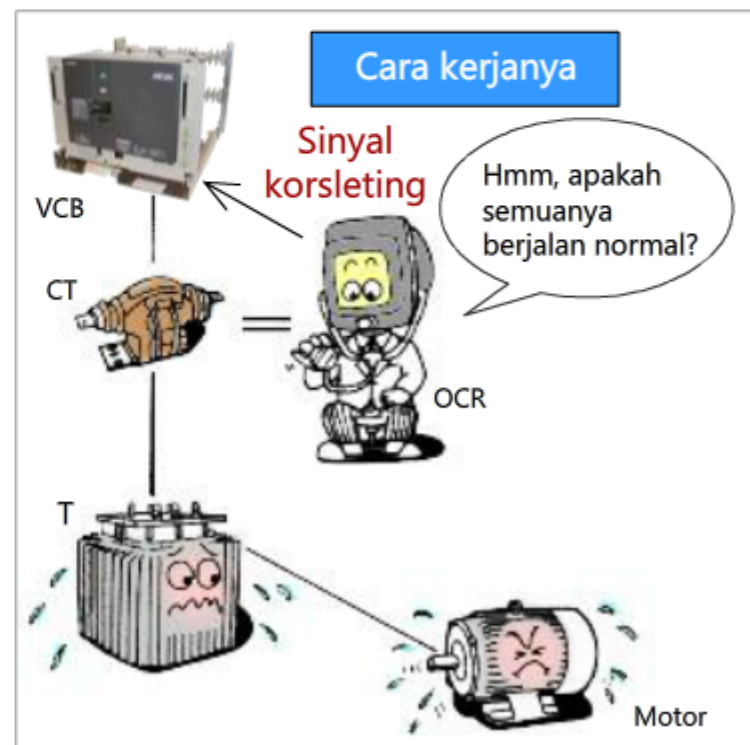 Cara kerjanya
Sinyal
korsleting
Hmm, apakah
semuanya
berjalan normal?
VCB
CT
OCR
T
Motor